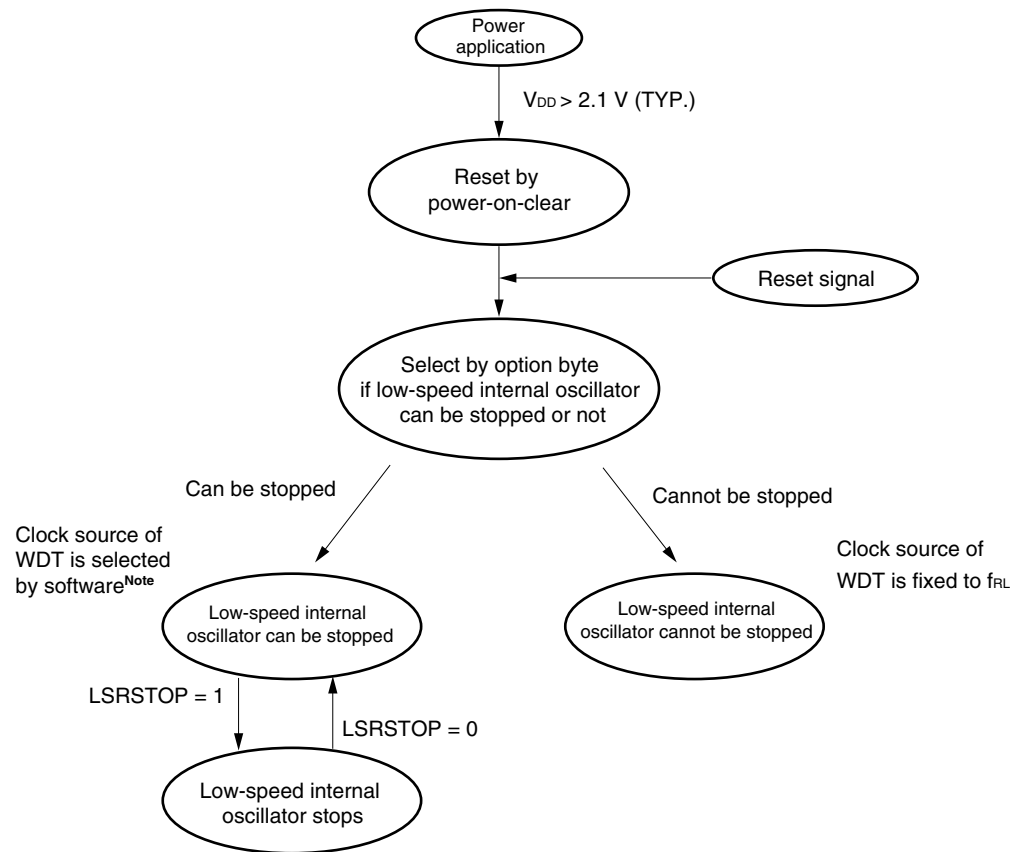 Power
application
VDD > 2.1 V (TYP.)
Reset by
power-on-clear
Reset signal
Select by option byte
if low-speed internal oscillator
can be stopped or not
Can be stopped
Cannot be stopped
Clock source of
WDT is selected
by softwareNote
Clock source of
WDT is fixed to fRL
Low-speed internal
oscillator can be stopped
Low-speed internal
oscillator cannot be stopped
LSRSTOP = 1
LSRSTOP = 0
Low-speed internal
oscillator stops